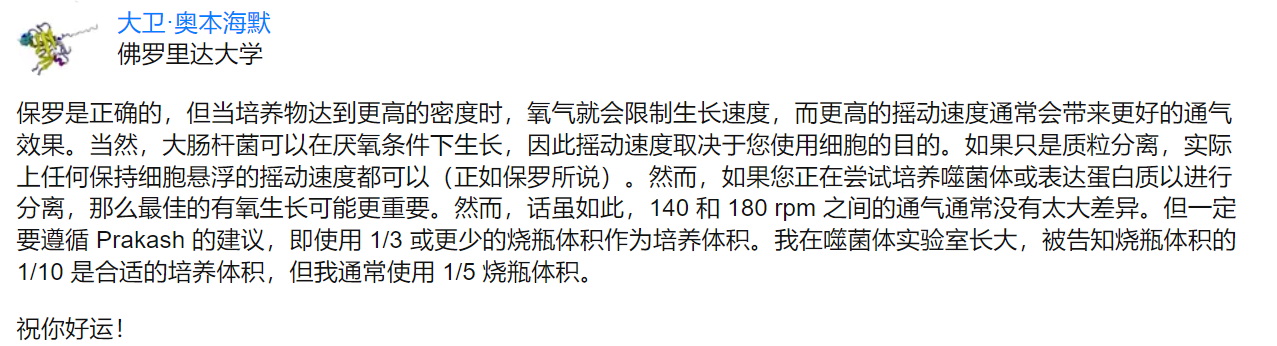 大卫·奥本海默
佛罗里达大学
保罗是正确的，但当培养物达到更高的密度时，氧气就会限制生长速度，而更高的摇动速度通常会带来更好的通气
效果。当然，大肠杆菌可以在厌氧条件下生长，因此摇动速度取决于您使用细胞的目的。如果只是质粒分离，实际
上任何保持细胞悬浮的摇动速度都可以（正如保罗所说）。然而，如果您正在尝试培养噬菌体或表达蛋白质以进行
分离，那么最佳的有氧生长可能更重要。然而，话虽如此，140 和 180 rpm 之间的通气通常没有太大差异。但一定
要遵循 Prakash 的建议，即使用 1/3 或更少的烧瓶体积作为培养体积。我在噬菌体实验室长大，被告知烧瓶体积的
1/10 是合适的培养体积，但我通常使用 1/5 烧瓶体积。
祝你好运！